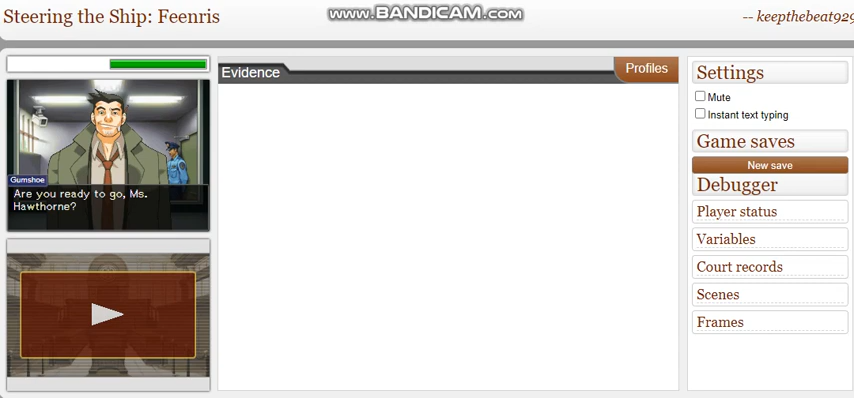 www.BANDICAM.com
Steering the Ship: Feenris
-- keepthebeat929
Evidence
Profiles
Gumshoe
Are you ready to go, Ms.
Hawthorne?
Settings
Mute
Instant text typing
Game saves
New save
Debugger
Player status
Variables
Court records
Scenes
Frames